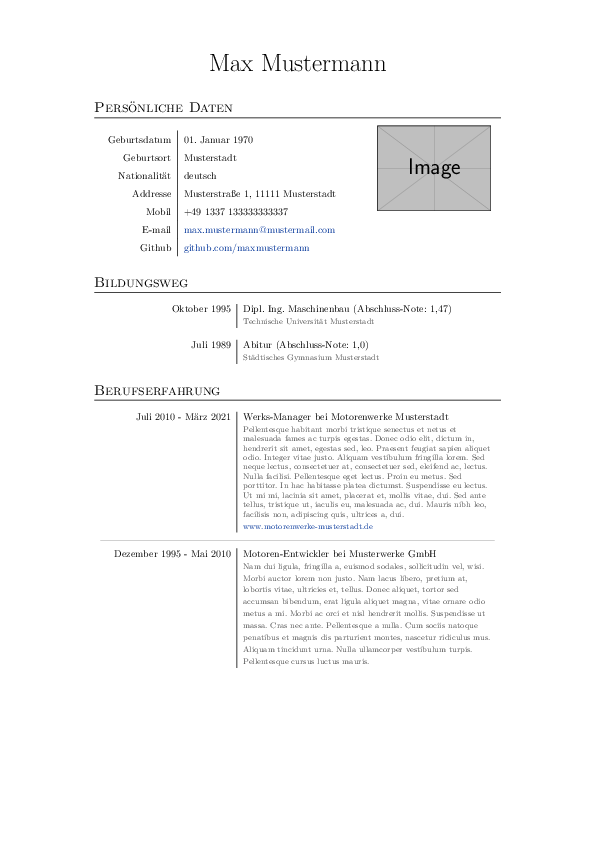 Max Mustermann
Persönliche Daten
Geburtsdatum 01. Januar 1970
Geburtsort Musterstadt
Nationalität deutsch
Addresse Musterstraße 1, 11111 Musterstadt
Mobil +49 1337 133333333337
E-mail max.mustermann@mustermail.com
Github github.com/maxmustermann
Image
Bildungsweg
Oktober 1995 Dipl. Ing. Maschinenbau (Abschluss-Note: 1,47)
Technische Universität Musterstadt
Juli 1989 Abitur (Abschluss-Note: 1,0)
Städtisches Gymnasium Musterstadt
Berufserfahrung
Juli 2010 - März 2021 Werks-Manager bei Motorenwerke Musterstadt
Pellentesque habitant morbi tristique senectus et netus et
malesuada fames ac turpis egestas. Donec odio elit, dictum in,
hendrerit sit amet, egestas sed, leo. Praesent feugiat sapien aliquet
odio. Integer vitae justo. Aliquam vestibulum fringilla lorem. Sed
neque lectus, consectetuer at, consectetuer sed, eleifend ac, lectus.
Nulla facilisi. Pellentesque eget lectus. Proin eu metus. Sed
porttitor. In hac habitasse platea dictumst. Suspendisse eu lectus.
Ut mi mi, lacinia sit amet, placerat et, mollis vitae, dui. Sed ante
tellus, tristique ut, iaculis eu, malesuada ac, dui. Mauris nibh leo,
facilisis non, adipiscing quis, ultrices a, dui.
www.motorenwerke-musterstadt.de
Dezember 1995 - Mai 2010 Motoren-Entwickler bei Musterwerke GmbH
Nam dui ligula, fringilla a, euismod sodales, sollicitudin vel, wisi.
Morbi auctor lorem non justo. Nam lacus libero, pretium at,
lobortis vitae, ultricies et, tellus. Donec aliquet, tortor sed
accumsan bibendum, erat ligula aliquet magna, vitae ornare odio
metus a mi. Morbi ac orci et nisl hendrerit mollis. Suspendisse ut
massa. Cras nec ante. Pellentesque a nulla. Cum sociis natoque
penatibus et magnis dis parturient montes, nascetur ridiculus mus.
Aliquam tincidunt urna. Nulla ullamcorper vestibulum turpis.
Pellentesque cursus luctus mauris.